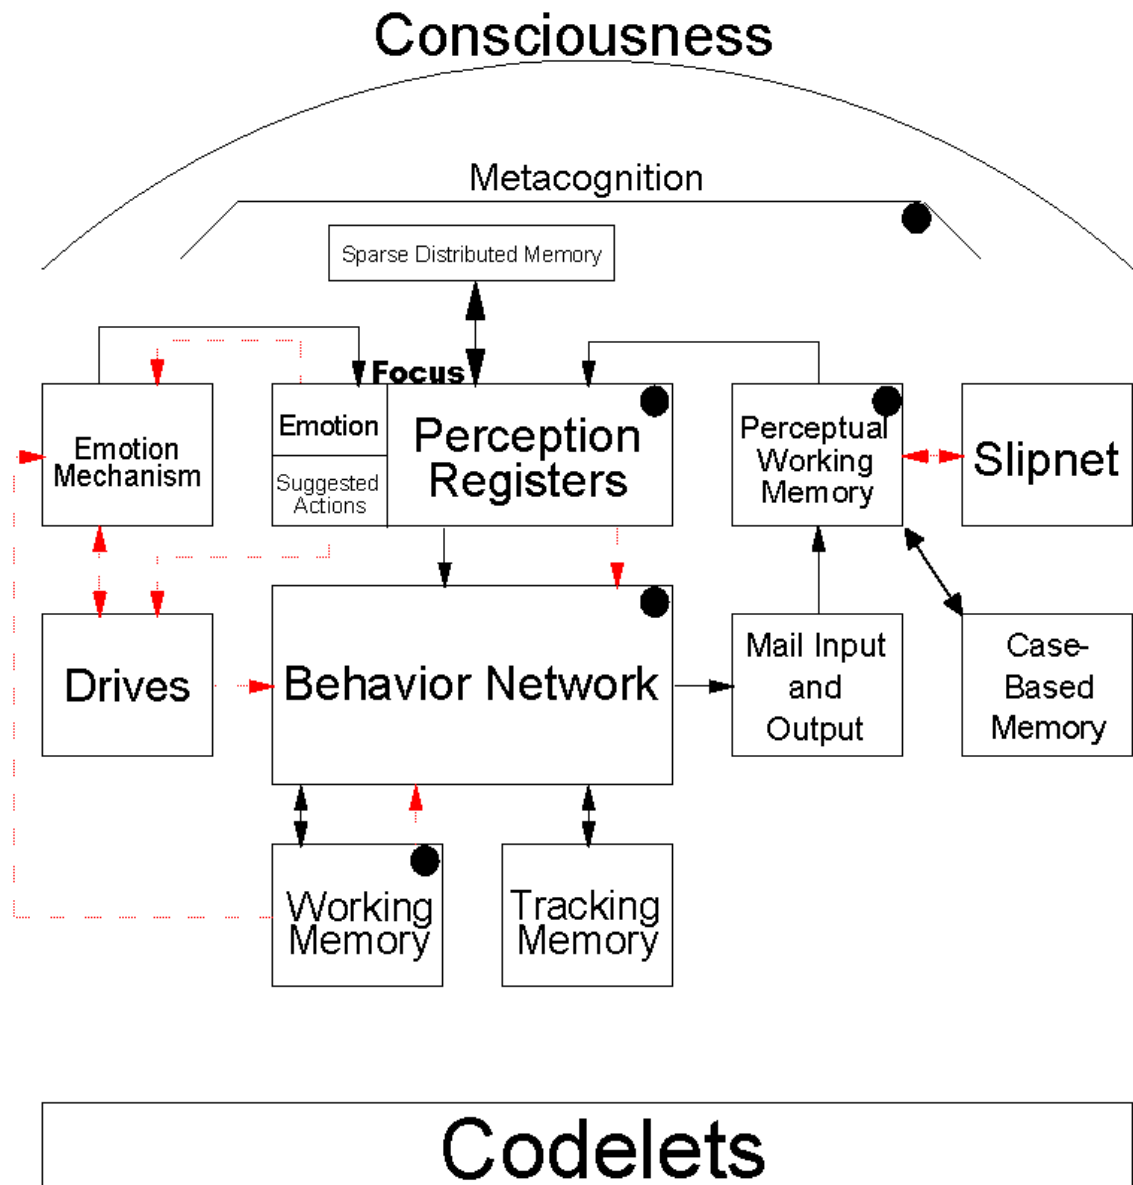 Consciousness
Metacognition
Sparse Distributed Memory
Focus
Emotion
Mechanism
Emotion
Suggested
Actions
Perception
Registers
Perceptual
Working
Memory
Slipnet
Drives
Behavior Network
Mail Input
and
Output
Case-
Based
Memory
Working
Memory
Tracking
Memory
Codelets